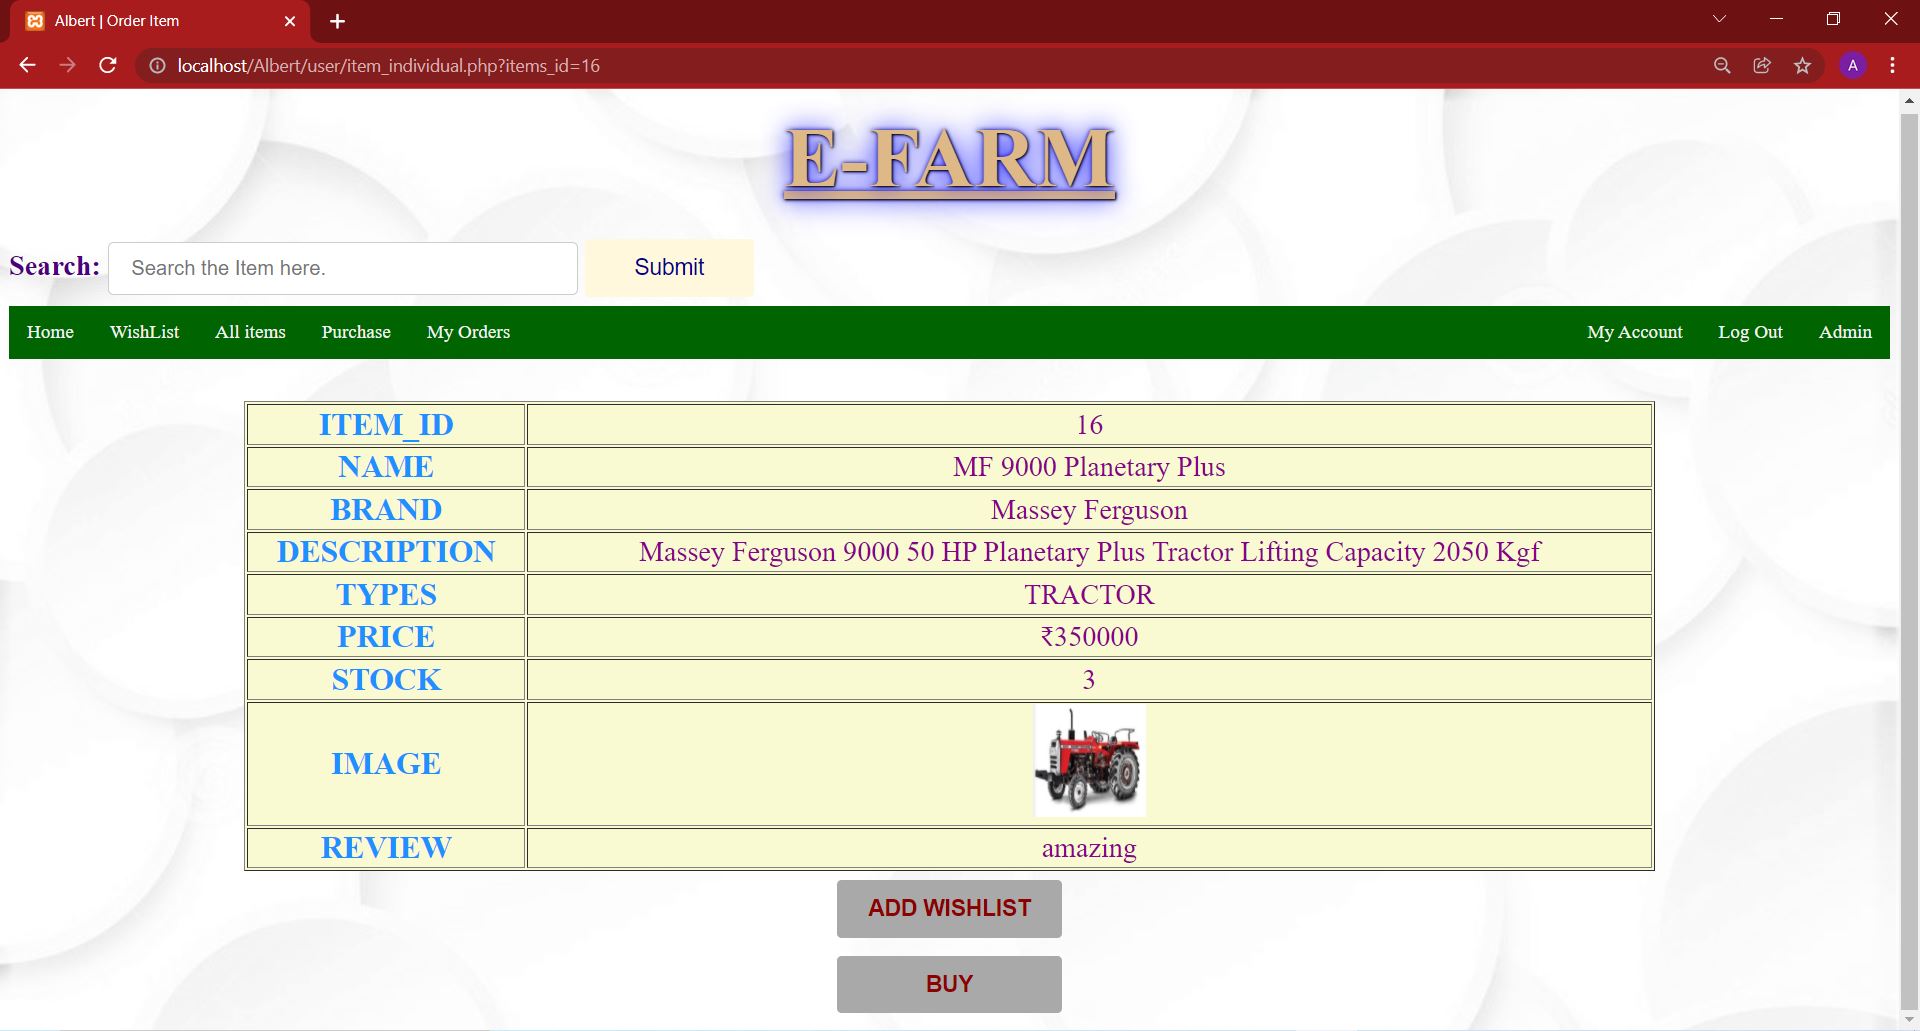 Albert | Order Item
localhost/Albert/user/item_individual.php?items_id=16
A
E-FARM
Search: Search the Item here. Submit
Home WishList All items Purchase My Orders My Account Log Out Admin
ITEM_ID 16
NAME MF 9000 Planetary Plus
BRAND Massey Ferguson
DESCRIPTION Massey Ferguson 9000 50 HP Planetary Plus Tractor Lifting Capacity 2050 Kgf
TYPES TRACTOR
PRICE ₹350000
STOCK 3
IMAGE
REVIEW amazing
ADD WISHLIST
BUY